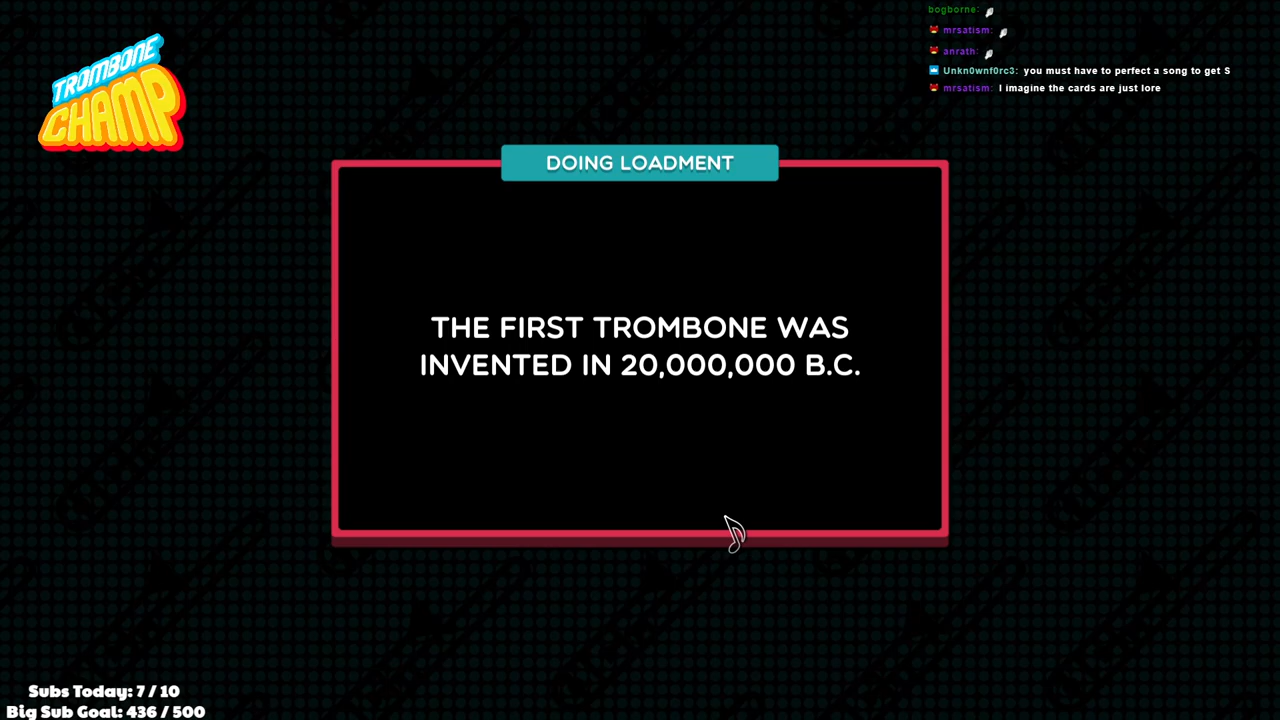 TROMBONE
CHAMP
bogborne:
mrsatism:
anrath:
Unkn0wnf0rc3: you must have to perfect a song to get S
mrsatism: I imagine the cards are just lore
DOING LOADMENT
THE FIRST TROMBONE WAS
INVENTED IN 20,000,000 B.C.
Subs Today: 7 / 10
Big Sub Goal: 436 / 500